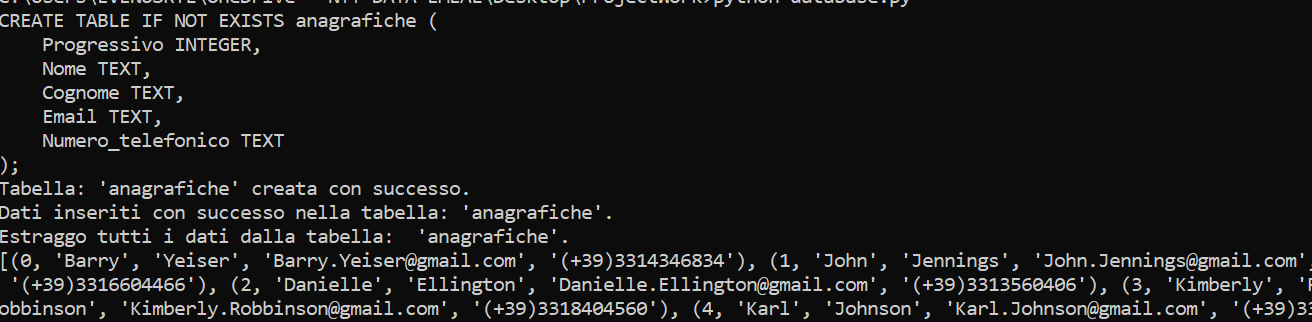 CREATE TABLE IF NOT EXISTS anagrafiche (
    Progressivo INTEGER,
    Nome TEXT,
    Cognome TEXT,
    Email TEXT,
    Numero_telefonico TEXT
);
Tabella: 'anagrafiche' creata con successo.
Dati inseriti con successo nella tabella: 'anagrafiche'.
Estraggo tutti i dati dalla tabella:  'anagrafiche'.
[(0, 'Barry', 'Yeiser', 'Barry.Yeiser@gmail.com', '(+39)3314346834'), (1, 'John', 'Jennings', 'John.Jennings@gmail.com',
 '(+39)3316604466'), (2, 'Danielle', 'Ellington', 'Danielle.Ellington@gmail.com', '(+39)3313560406'), (3, 'Kimberly', '
obbinson', 'Kimberly.Robbinson@gmail.com', '(+39)3318404560'), (4, 'Karl', 'Johnson', 'Karl.Johnson@gmail.com', '(+39)33